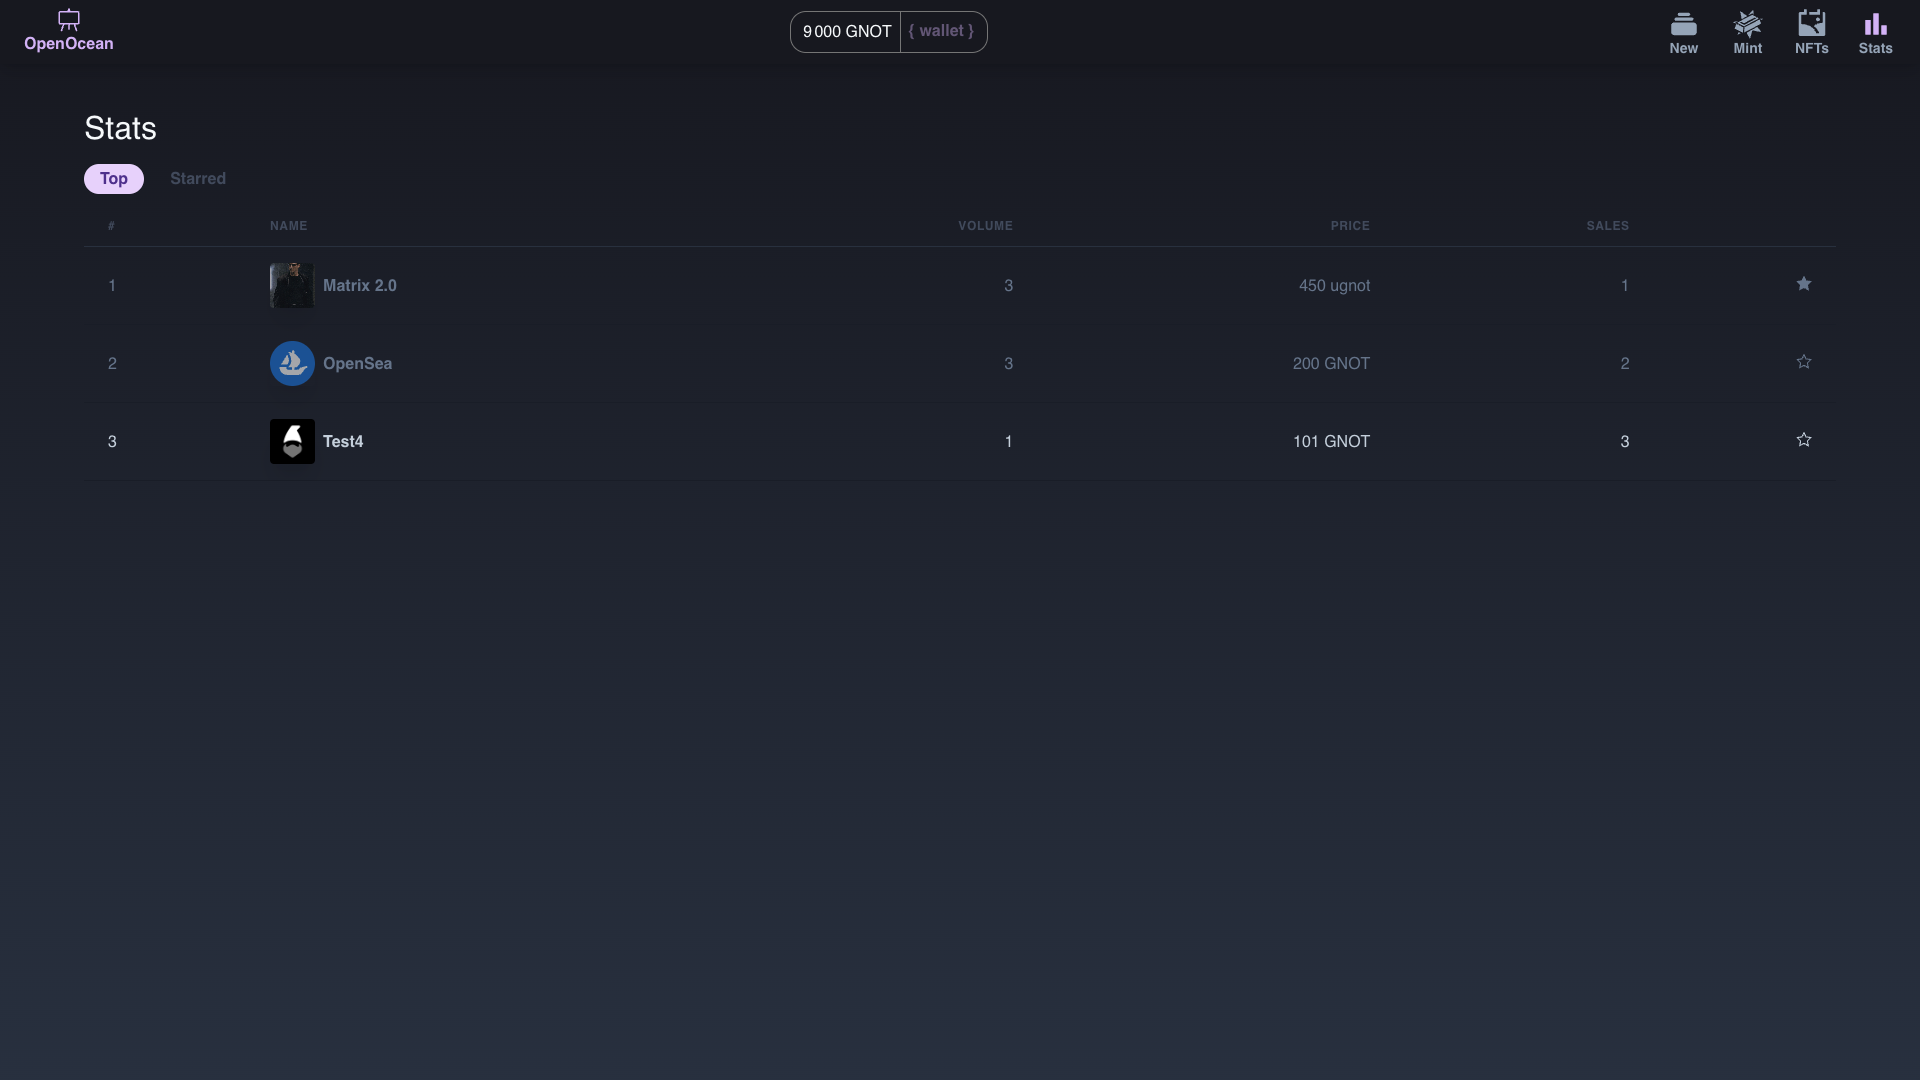 OpenOcean
9 000 GNOT { wallet }
New Mint NFTs Stats
Stats
Top Starred
# NAME VOLUME PRICE SALES
1 Matrix 2.0 3 450 ugnot 1
2 OpenSea 3 200 GNOT 2
3 Test4 1 101 GNOT 3